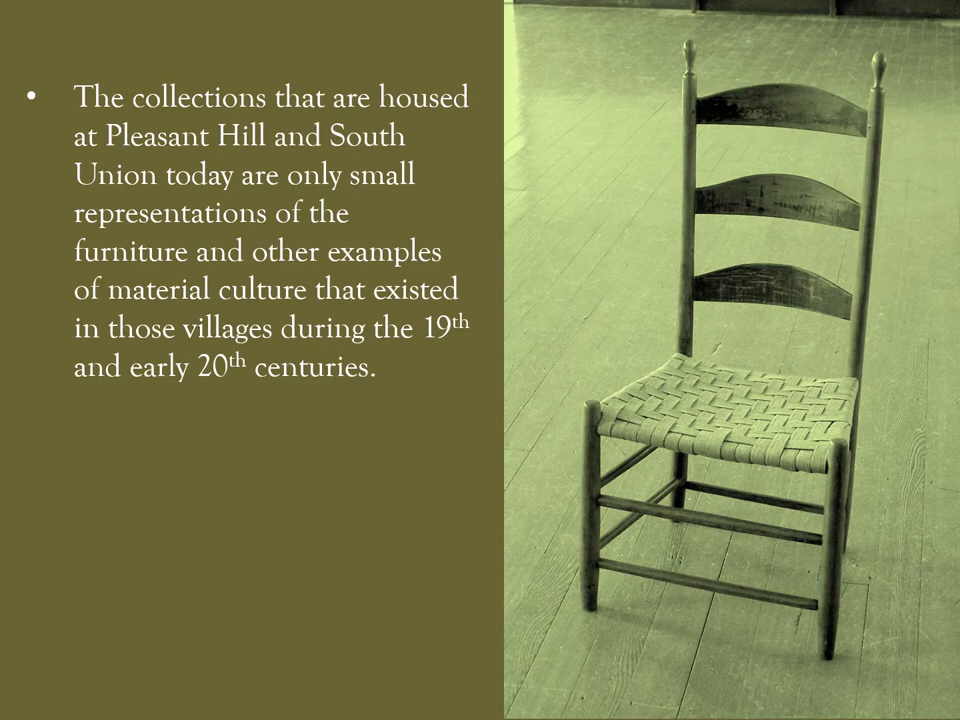 • The collections that are housed
at Pleasant Hill and South
Union today are only small
representations of the
furniture and other examples
of material culture that existed
in those villages during the 19th
and early 20th centuries.